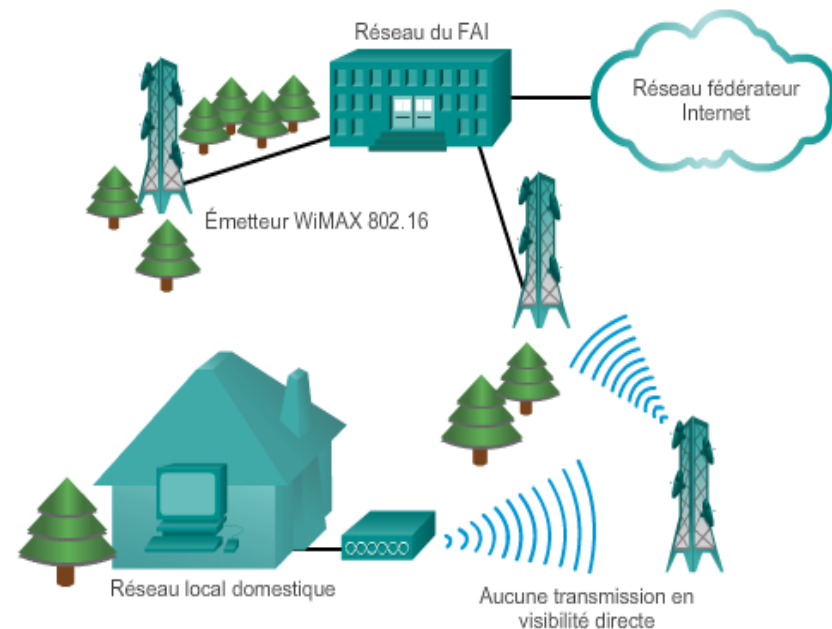 Réseau du FAI
Réseau fédérateur
Internet
Émetteur WiMAX 802.16
Réseau local domestique
Aucune transmission en
visibilité directe